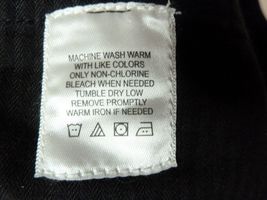 MACHINE WASH WARM
WITH LIKE COLORS
ONLY NON-CHLORINE
BLEACH WHEN NEEDED
TUMBLE DRY LOW
REMOVE PROMPTLY
WARM IRON IF NEEDED